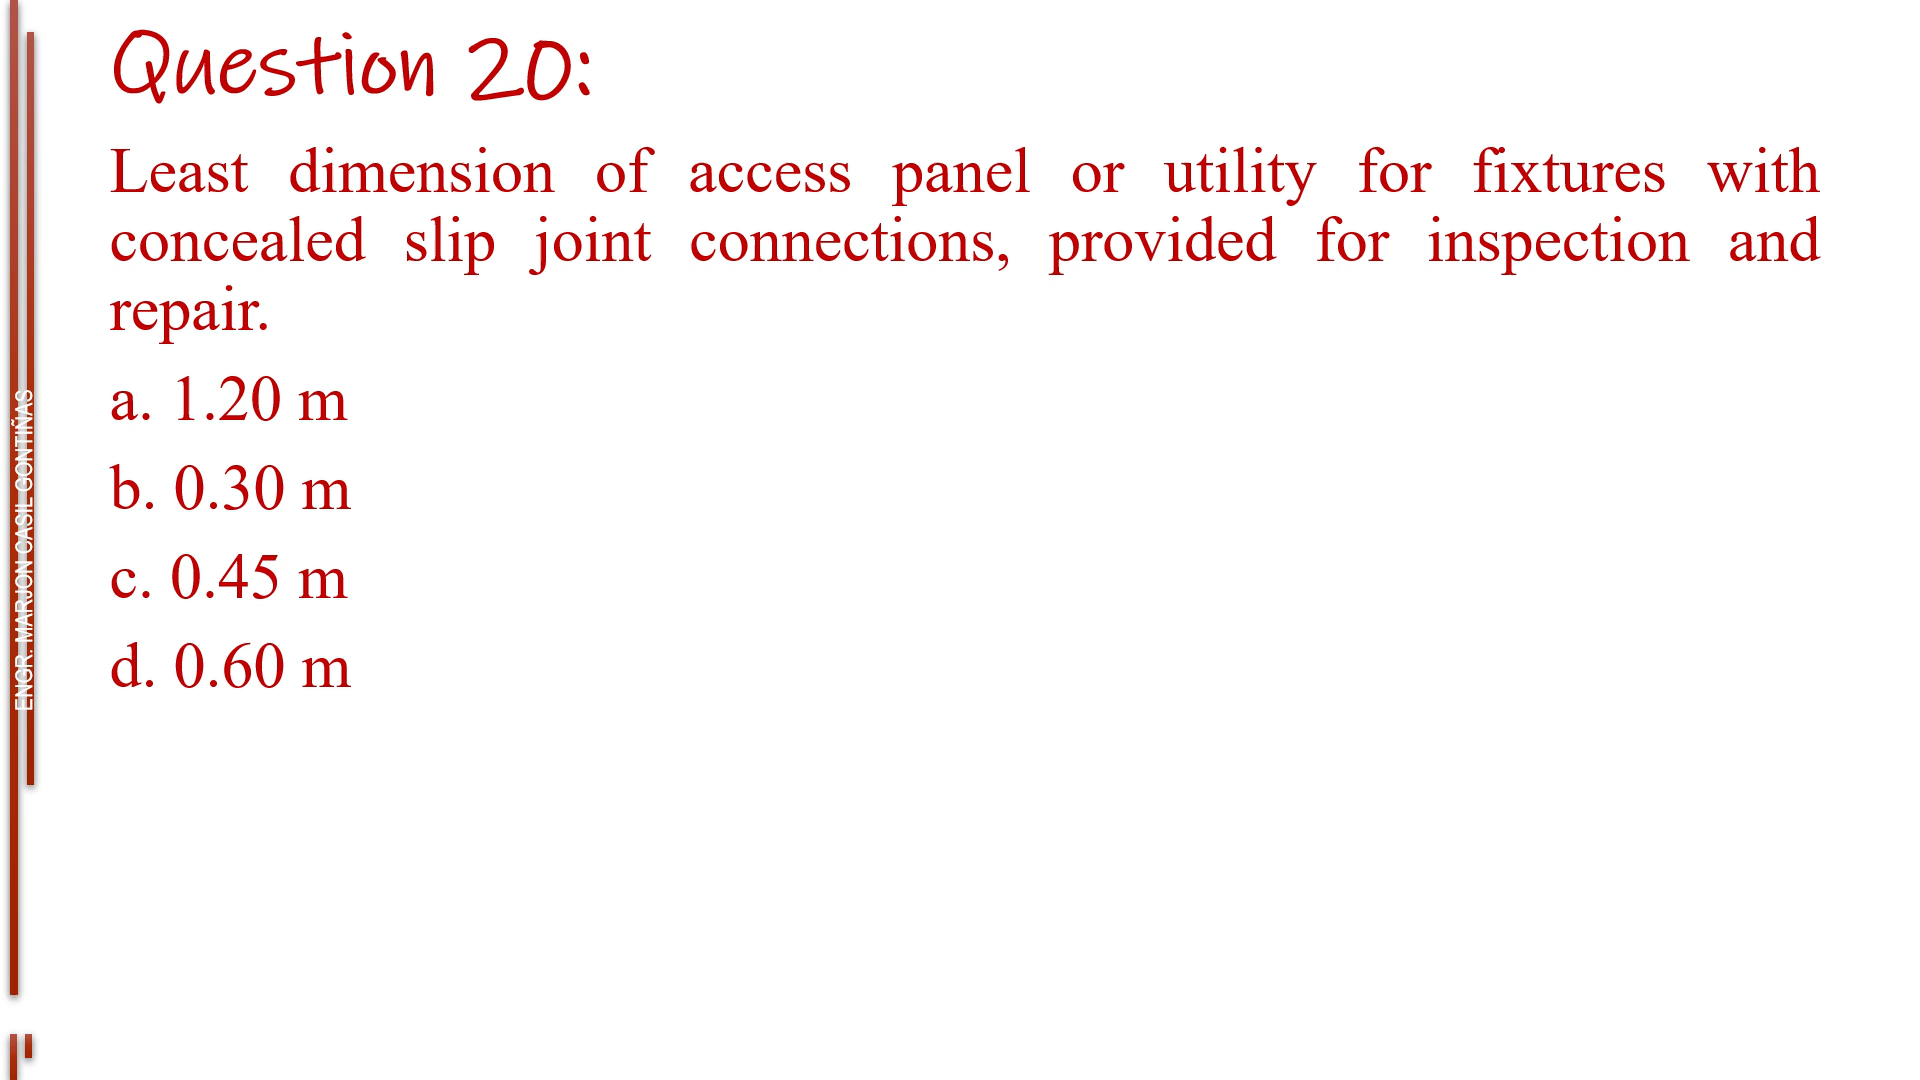 Question 20:
Least dimension of access panel or utility for fixtures with
concealed slip joint connections, provided for inspection and
repair.
a. 1.20 m
b. 0.30 m
c. 0.45 m
d. 0.60 m
ENGR. MARJON CASIL GONTIÑAS